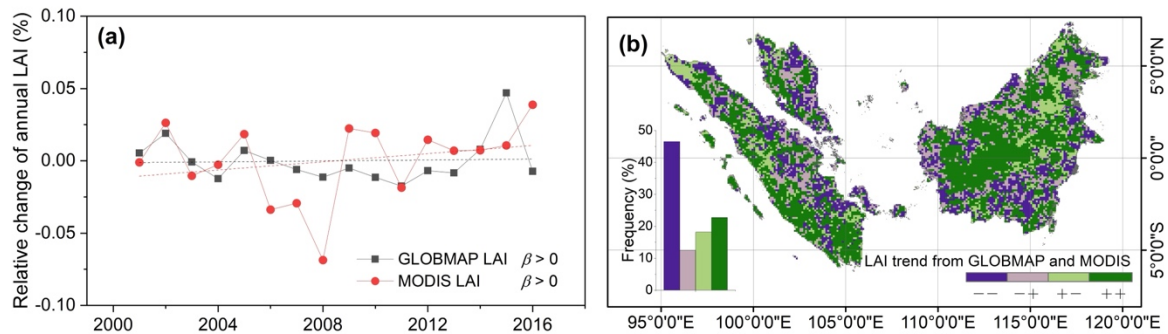 (a)
Relative change of annual LAI (%)
0.10
0.05
0.00
-0.05
-0.10
2000
2004
2008
2012
2016
GLOBMAP LAI β > 0
MODIS LAI β > 0
(b)
Frequency (%)
50
40
30
20
10
0
LAI trend from GLOBMAP and MODIS
−− −+ +− ++
95°0'0"E
100°0'0"E
105°0'0"E
110°0'0"E
115°0'0"E
120°0'0"E
5°0'0"N
0°0'0"
5°0'0"S